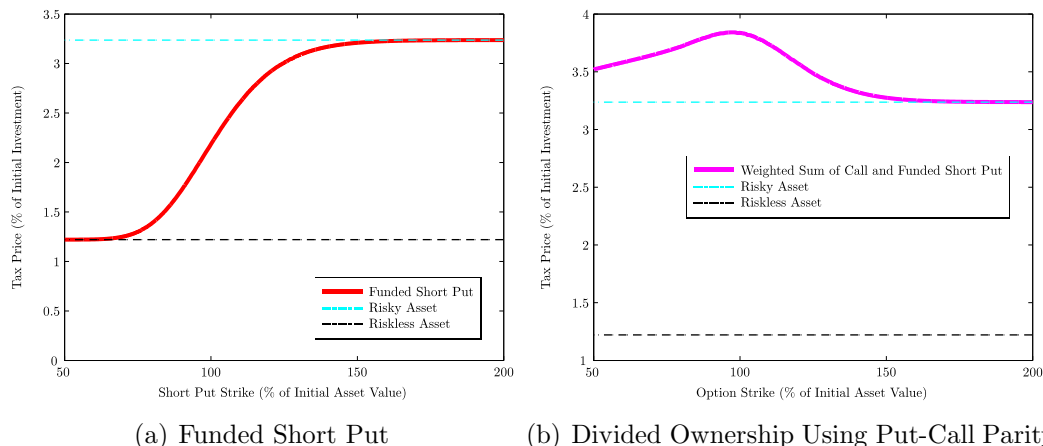 3.5
3
2.5
2
1.5
1
0.5
0
50
100
150
200
Tax Price (% of Initial Investment)
Short Put Strike (% of Initial Asset Value)
Funded Short Put
Risky Asset
Riskless Asset
(a) Funded Short Put
4
3.5
3
2.5
2
1.5
1
50
100
150
200
Tax Price (% of Initial Investment)
Option Strike (% of Initial Asset Value)
Weighted Sum of Call and Funded Short Put
Risky Asset
Riskless Asset
(b) Divided Ownership Using Put-Call Parity